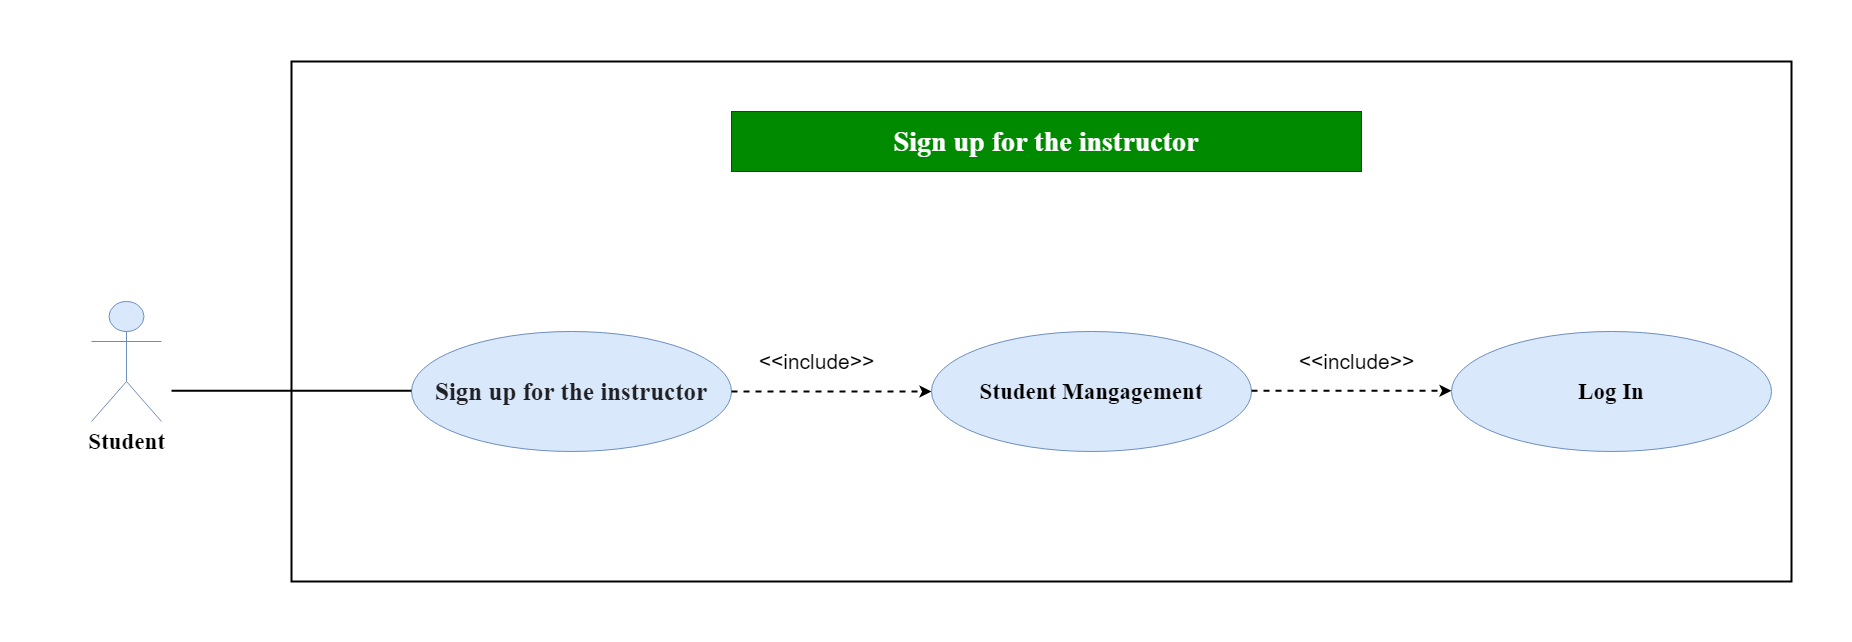 Sign up for the instructor
<<include>>
<<include>>
Sign up for the instructor
Student Mangagement
Log In
Student